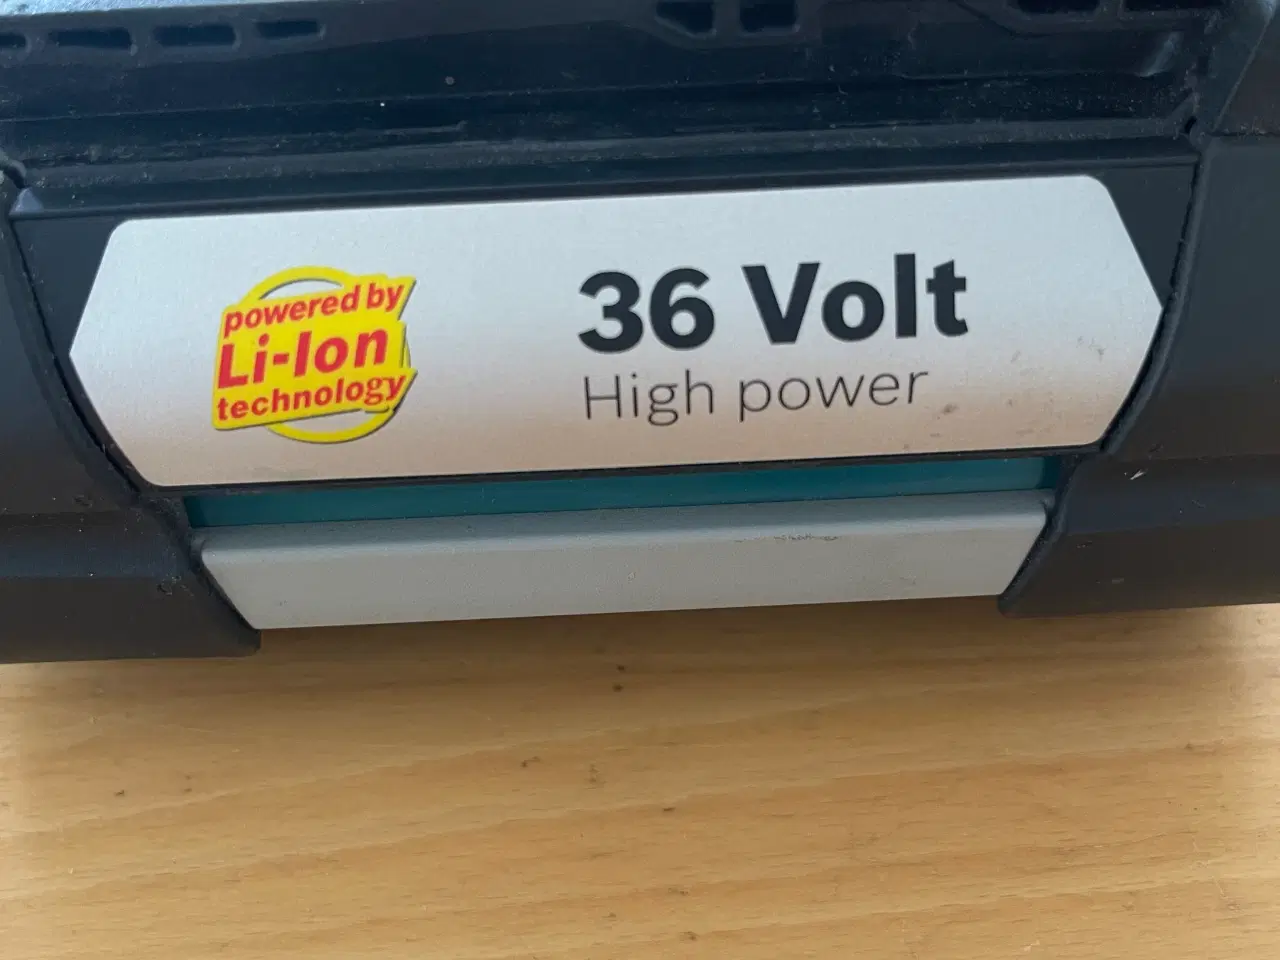 powered by
Li-Ion
technology
36 Volt
High power